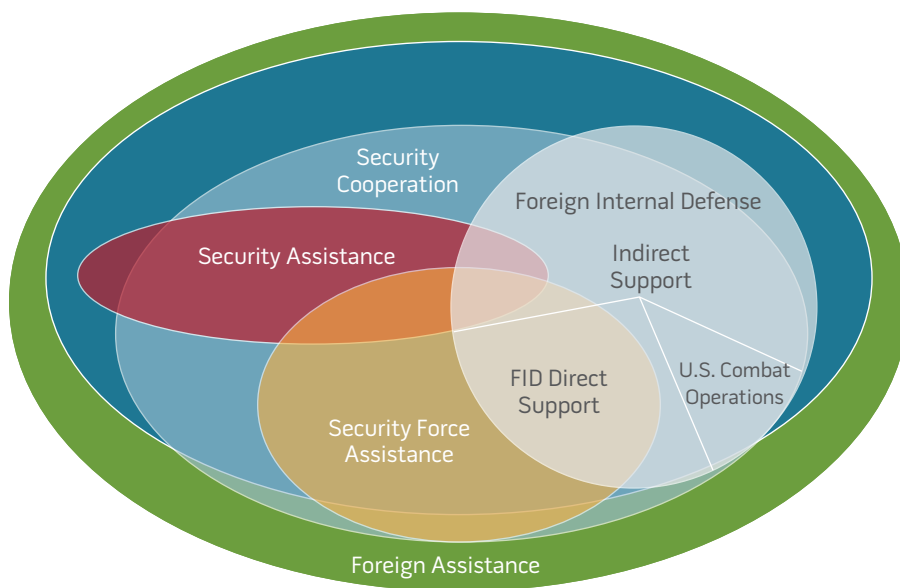 Security
Cooperation
Foreign Internal Defense
Security Assistance
Indirect
Support
FID Direct
Support
U.S. Combat
Operations
Security Force
Assistance
Foreign Assistance